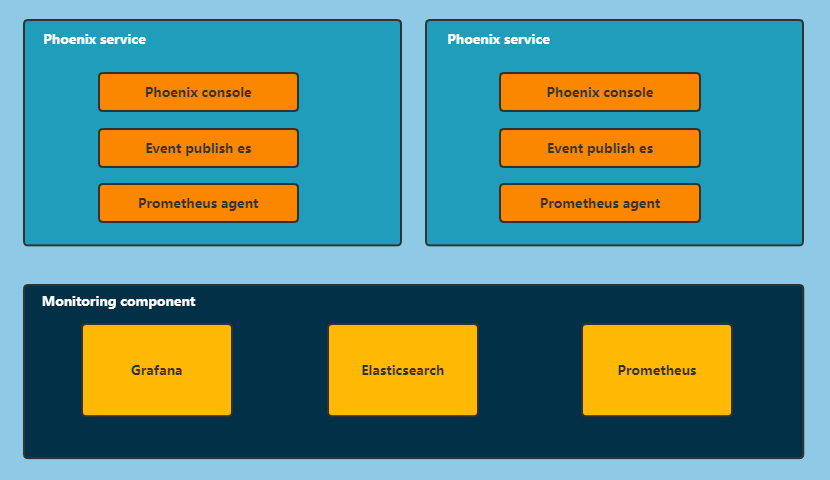 Phoenix service
Phoenix console
Event publish es
Prometheus agent
Phoenix service
Phoenix console
Event publish es
Prometheus agent
Monitoring component
Grafana
Elasticsearch
Prometheus